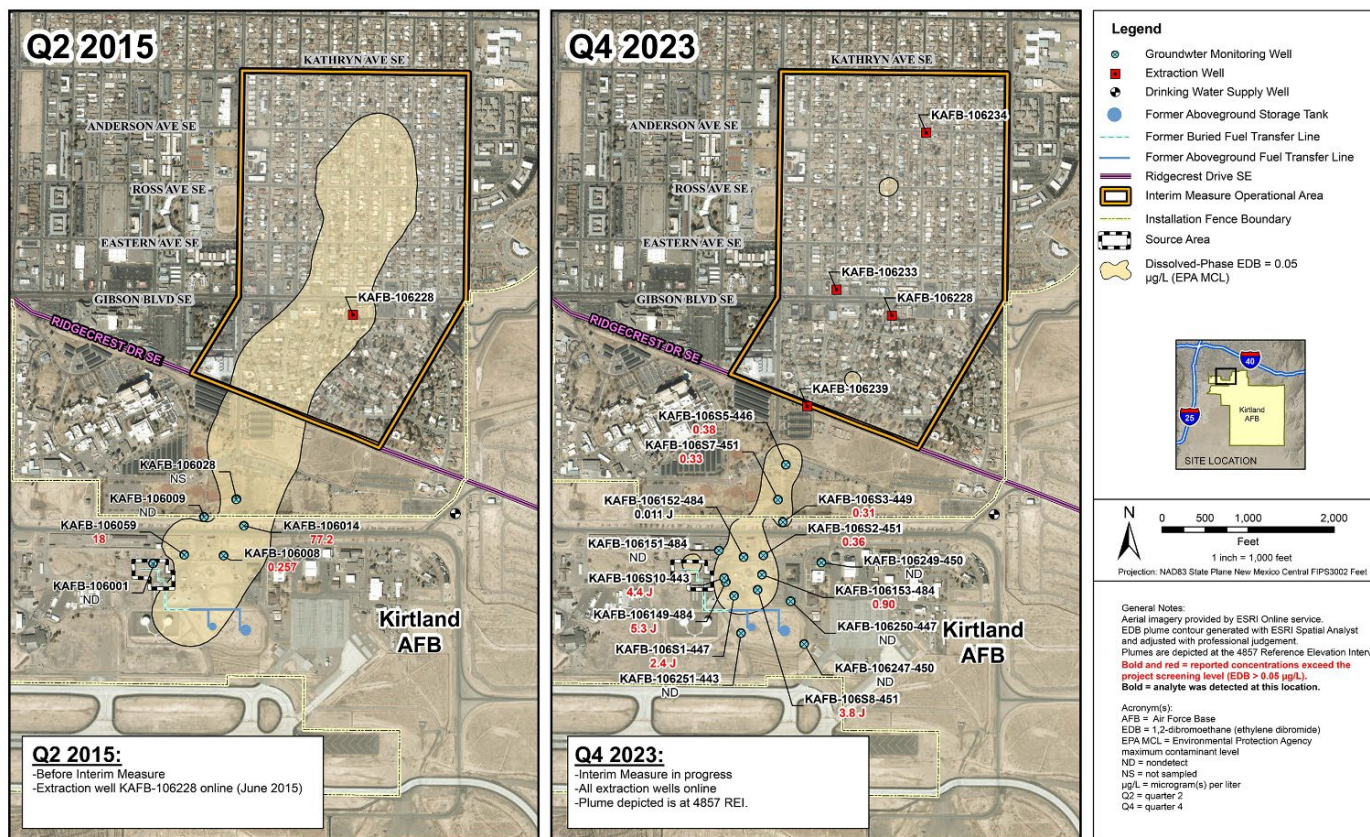 Q2 2015
KATHRYN AVE SE
ANDERSON AVE SE
ROSS AVE SE
EASTERN AVE SE
GIBSON BLVD SE
KAFB-106228
RIDGECREST DR SE
KAFB-106028
NS
KAFB-106009
ND
KAFB-106059
18
KAFB-106014
77.2
KAFB-106008
0.257
KAFB-106001
ND
Kirtland
AFB
Q2 2015:
-Before Interim Measure
-Extraction well KAFB-106228 online (June 2015)
Q4 2023
KATHRYN AVE SE
KAFB-106234
ANDERSON AVE SE
ROSS AVE SE
EASTERN AVE SE
KAFB-106233
GIBSON BLVD SE
KAFB-106228
RIDGECREST DR SE
KAFB-106239
KAFB-106S5-446
0.38
KAFB-106S7-451
0.33
KAFB-106152-484
0.011 J
KAFB-106S3-449
0.31
KAFB-106S2-451
0.36
KAFB-106151-484
ND
KAFB-106249-450
ND
KAFB-106S10-443
4.4 J
KAFB-106153-484
0.90
KAFB-106149-484
5.3 J
KAFB-106250-447
ND
KAFB-106S1-447
2.4 J
KAFB-106247-450
ND
KAFB-106251-443
ND
KAFB-106S8-451
3.8 J
Kirtland
AFB
Q4 2023:
-Interim Measure in progress
-All extraction wells online
-Plume depicted is at 4857 REI.
Legend
Groundwter Monitoring Well
Extraction Well
Drinking Water Supply Well
Former Aboveground Storage Tank
Former Buried Fuel Transfer Line
Former Aboveground Fuel Transfer Line
Ridgecrest Drive SE
Interim Measure Operational Area
Installation Fence Boundary
Source Area
Dissolved-Phase EDB = 0.05
µg/L (EPA MCL)
40
25
Kirtland
AFB
SITE LOCATION
N
0 500 1,000 2,000
Feet
1 inch = 1,000 feet
Projection: NAD83 State Plane New Mexico Central FIPS3002 Feet
General Notes:
Aerial imagery provided by ESRI Online service.
EDB plume contour generated with ESRI Spatial Analyst
and adjusted with professional judgement.
Plumes are depicted at the 4857 Reference Elevation Interv
Bold and red = reported concentrations exceed the
project screening level (EDB > 0.05 µg/L).
Bold = analyte was detected at this location.
Acronym(s):
AFB = Air Force Base
EDB = 1,2-dibromoethane (ethylene dibromide)
EPA MCL = Environmental Protection Agency
maximum contaminant level
ND = nondetect
NS = not sampled
µg/L = microgram(s) per liter
Q2 = quarter 2
Q4 = quarter 4